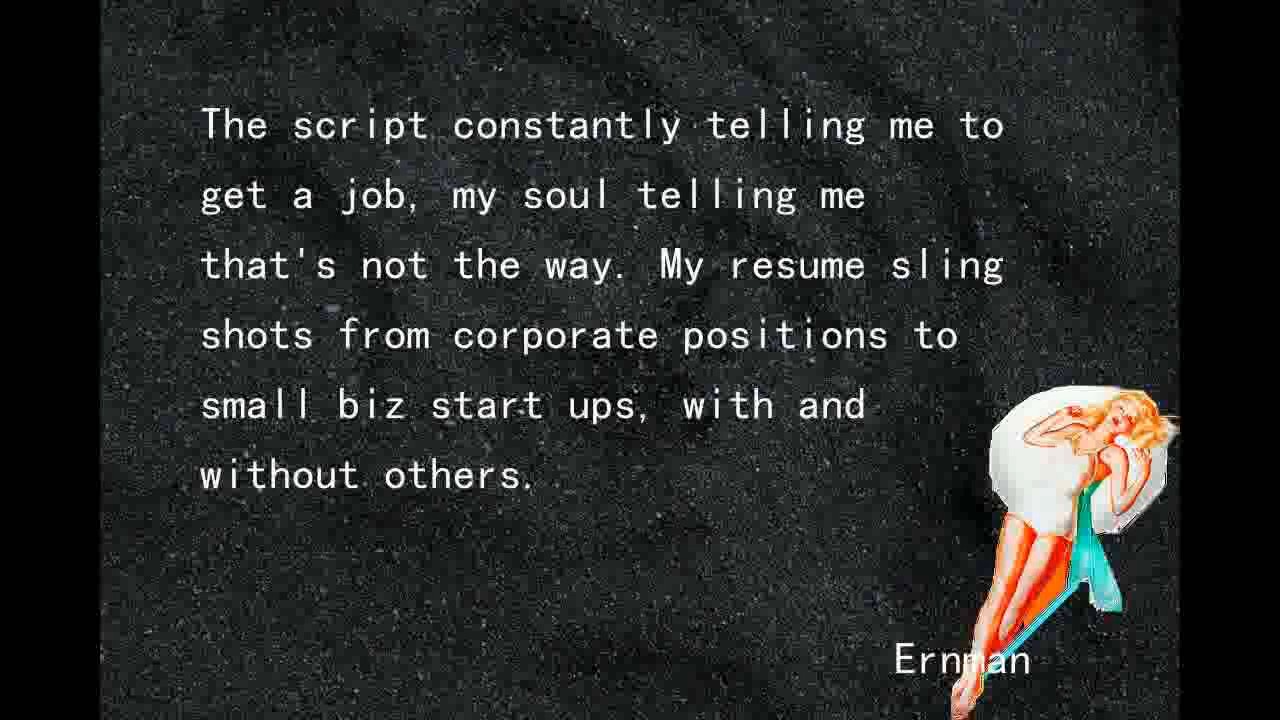 The script constantly telling me to
get a job, my soul telling me
that's not the way. My resume sling
shots from corporate positions to
small biz start ups, with and
without others.
Ernman